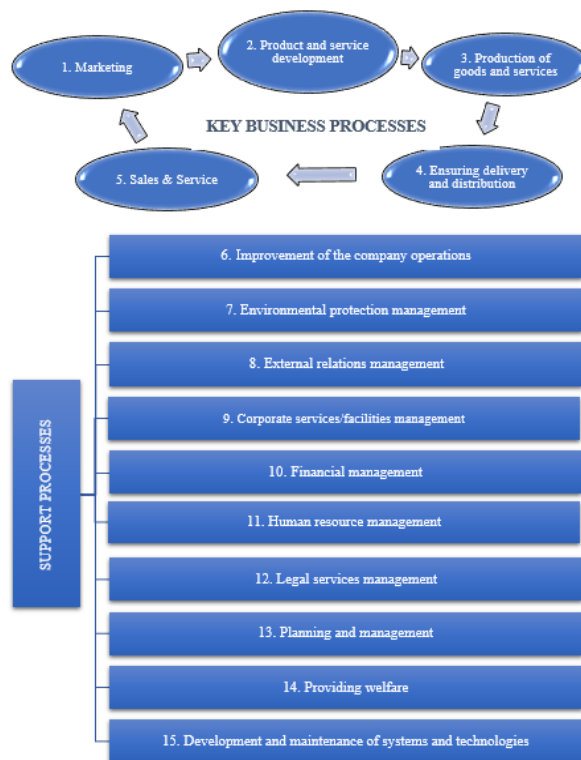 1. Marketing
2. Product and service
development
3. Production of
goods and services
KEY BUSINESS PROCESSES
5. Sales & Service
4. Ensuring delivery
and distribution
SUPPORT PROCESSES
6. Improvement of the company operations
7. Environmental protection management
8. External relations management
9. Corporate services/facilities management
10. Financial management
11. Human resource management
12. Legal services management
13. Planning and management
14. Providing welfare
15. Development and maintenance of systems and technologies